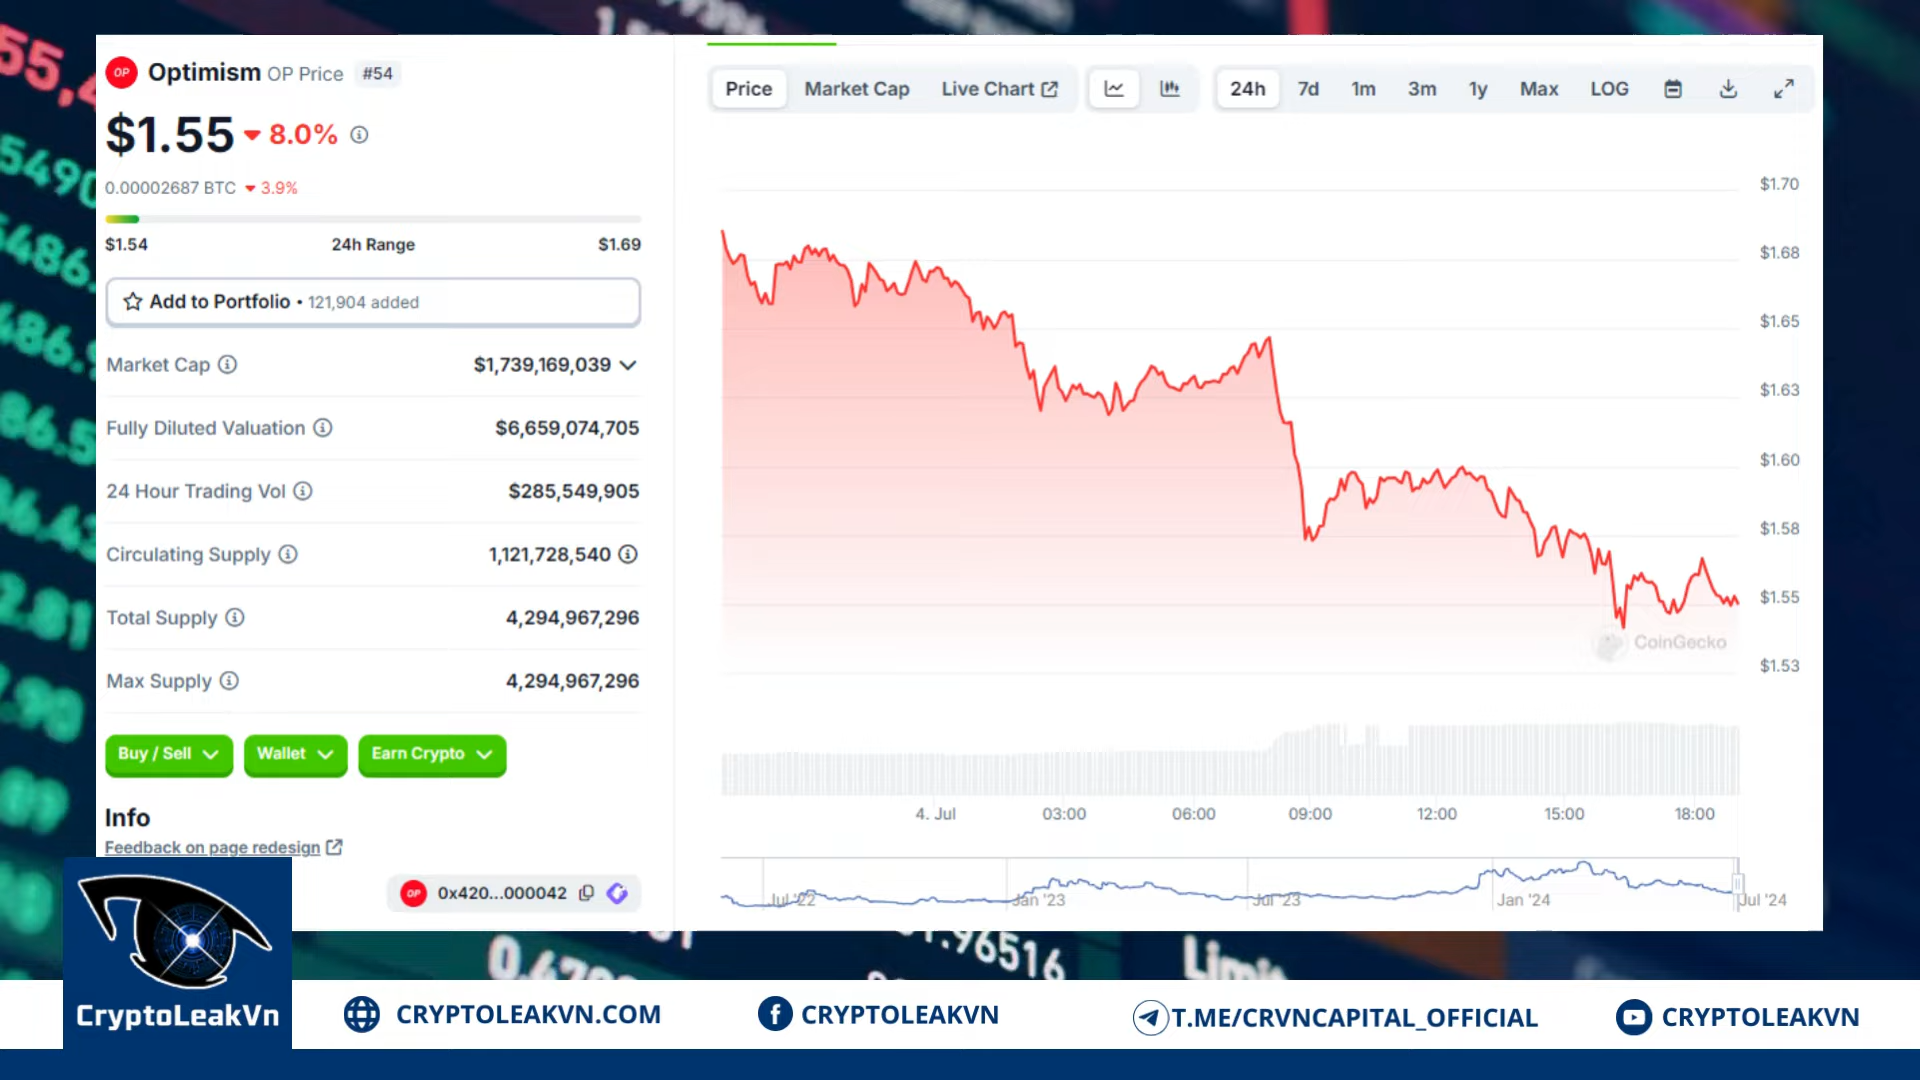 OP Optimism OP Price #54
$1.55 8.0%
0.00002687 BTC 3.9%
$1.54 24h Range $1.69
Add to Portfolio • 121,904 added
Market Cap $1,739,169,039
Fully Diluted Valuation $6,659,074,705
24 Hour Trading Vol $285,549,905
Circulating Supply 1,121,728,540
Total Supply 4,294,967,296
Max Supply 4,294,967,296
Buy / Sell Wallet Earn Crypto
Info
Feedback on page redesign
OP 0x420...000042
Price Market Cap Live Chart 24h 7d 1m 3m 1y Max LOG
$1.70
$1.68
$1.65
$1.63
$1.60
$1.58
$1.55
$1.53
CoinGecko
4. Jul 03:00 06:00 09:00 12:00 15:00 18:00
Jul '22 Jan '23 Jul '23 Jan '24 Jul '24
CryptoLeakVn
CRYPTOLEAKVN.COM CRYPTOLEAKVN T.ME/CRVNCAPITAL_OFFICIAL CRYPTOLEAKVN